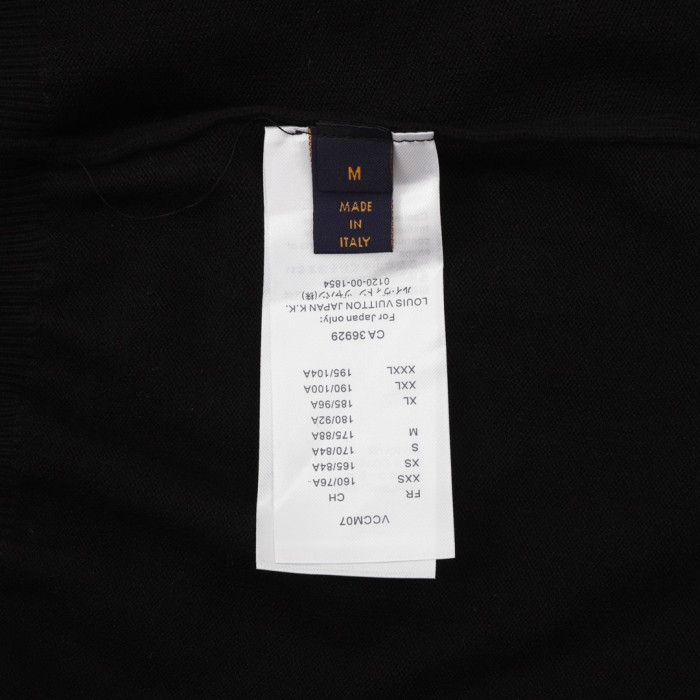 M
MADE
IN
ITALY
VCCM07
FR CH
XXS 160/76A
XS 165/84A
S 170/84A
M 175/88A
180/92A
XL 185/96A
XXL 190/100A
XXXL 195/104A
CA 36929
For Japan only:
LOUIS VUITTON JAPAN K.K.
ルイ・ヴィトン ジャパン(株)
0120-00-1854